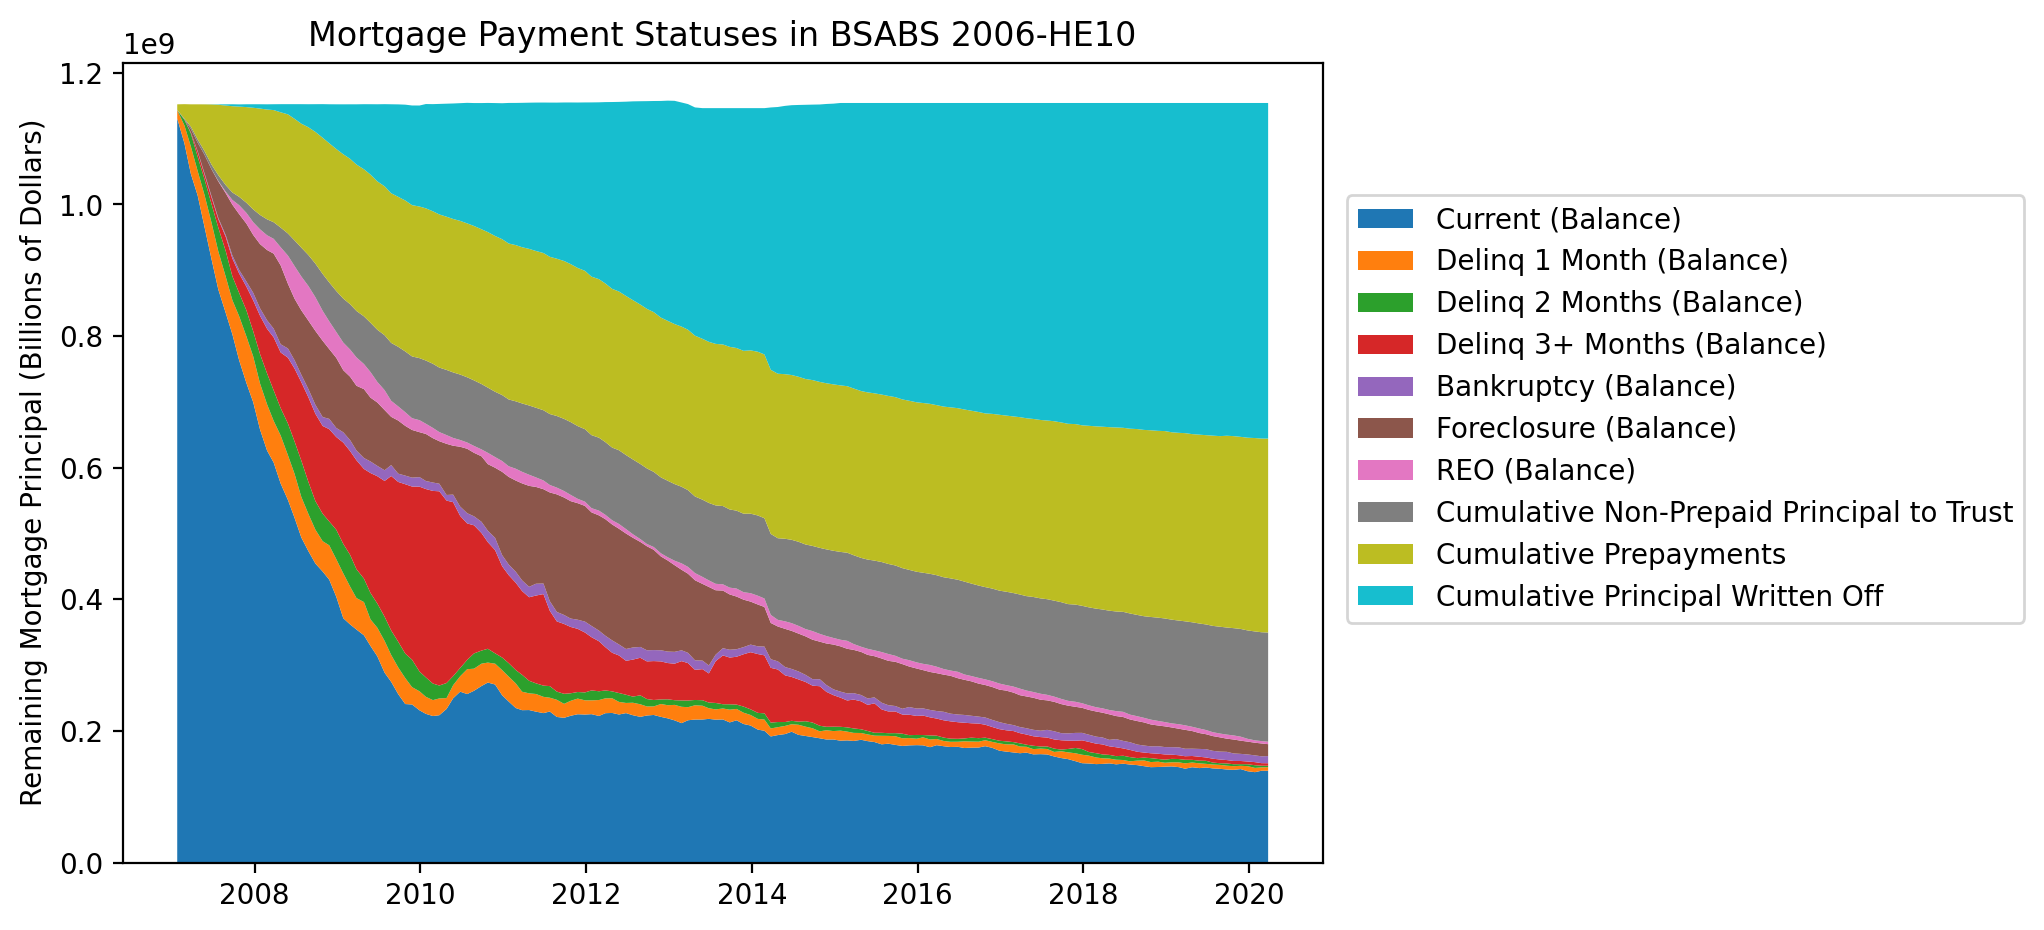 Mortgage Payment Statuses in BSABS 2006-HE10
1e9
Remaining Mortgage Principal (Billions of Dollars)
1.2
1.0
0.8
0.6
0.4
0.2
0.0
2008 2010 2012 2014 2016 2018 2020
Current (Balance)
Delinq 1 Month (Balance)
Delinq 2 Months (Balance)
Delinq 3+ Months (Balance)
Bankruptcy (Balance)
Foreclosure (Balance)
REO (Balance)
Cumulative Non-Prepaid Principal to Trust
Cumulative Prepayments
Cumulative Principal Written Off